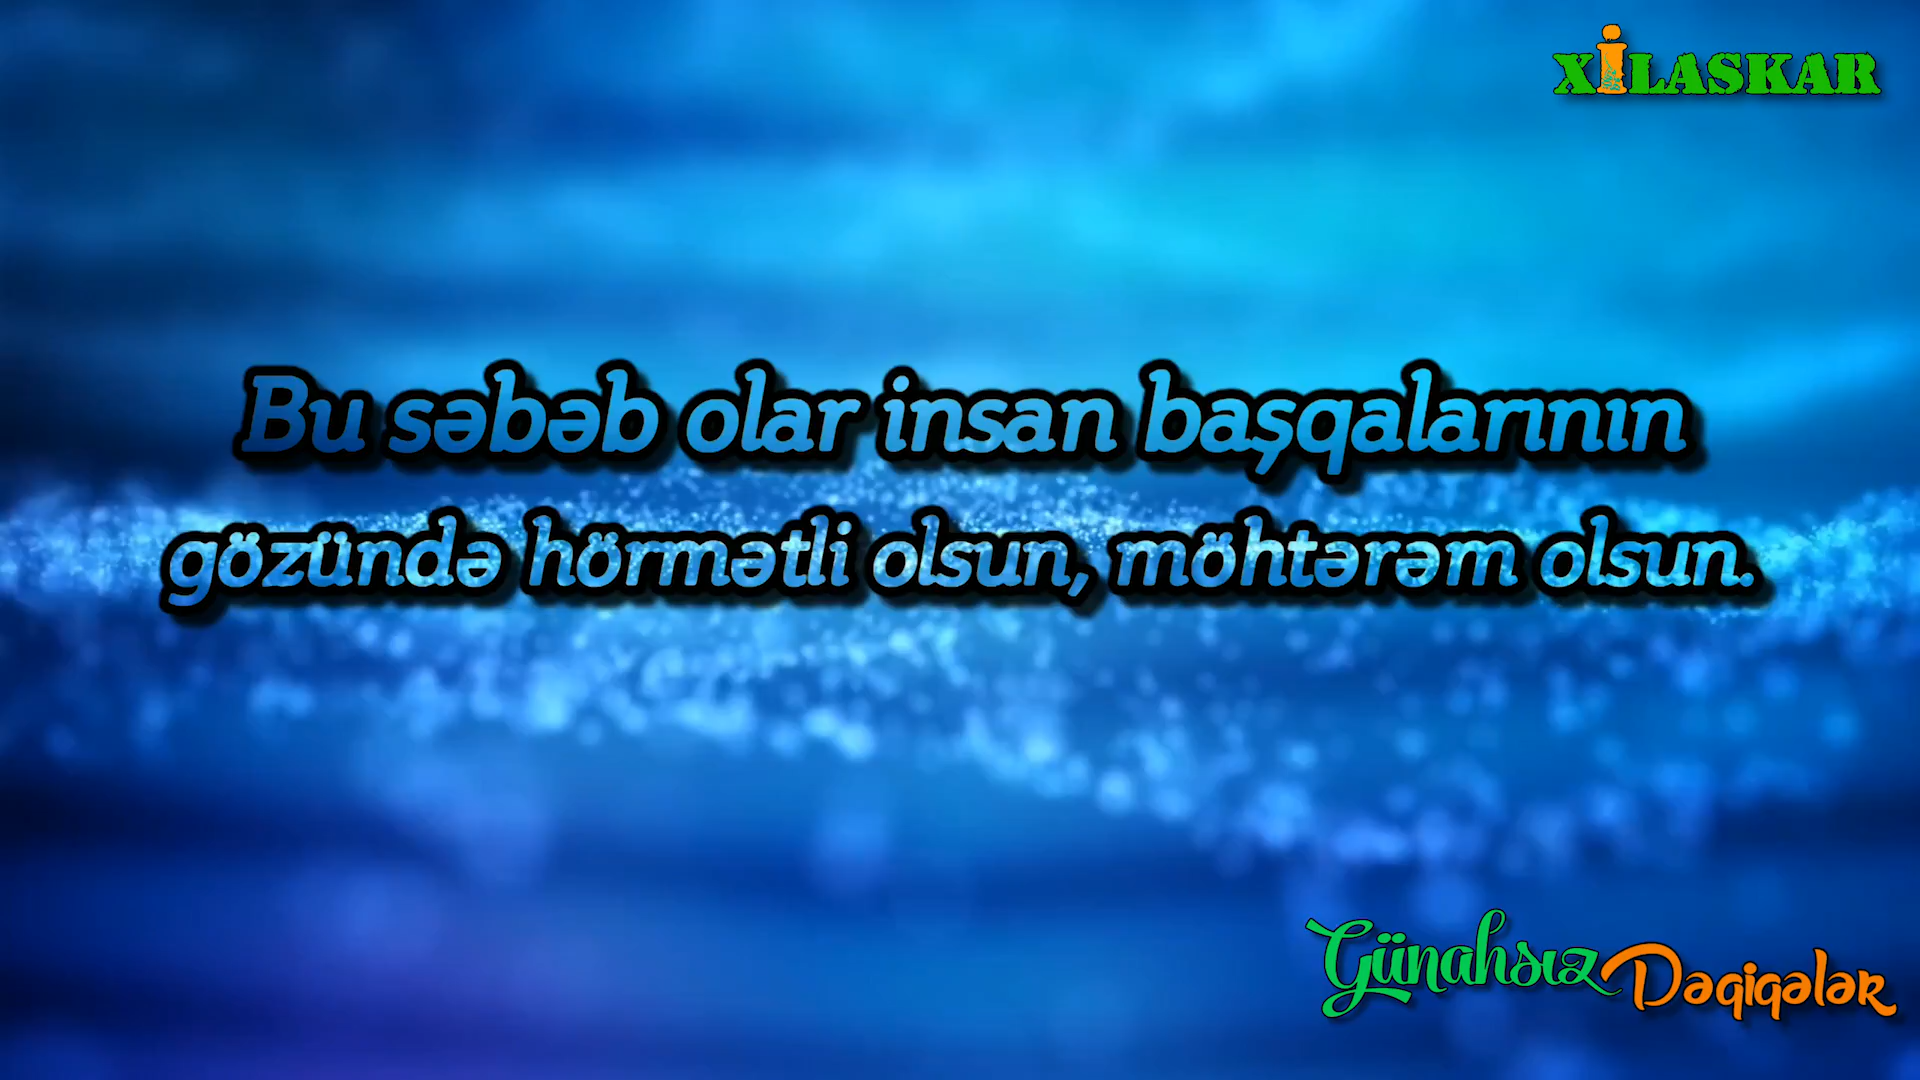 XİLASKAR
Bu səbəb olar insan başqalarının
gözündə hörmətli olsun, möhtərəm olsun.
Günahsız Dəqiqələr